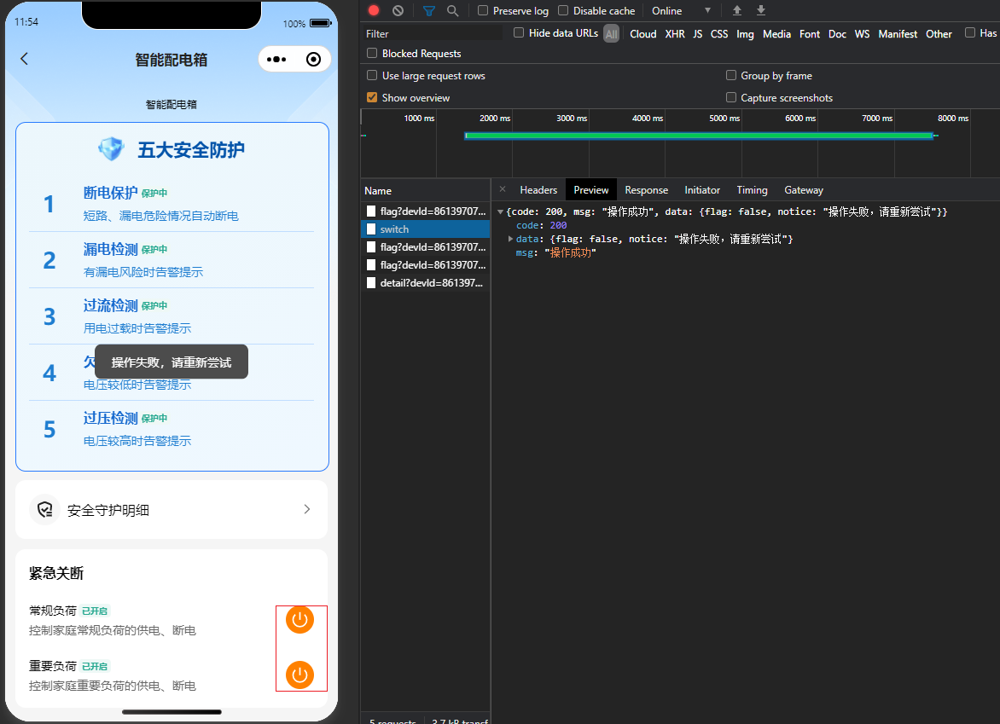 11:54
100%
智能配电箱
智能配电箱
五大安全防护
1
断电保护 保护中
短路、漏电危险情况自动断电
2
漏电检测 保护中
有漏电风险时告警提示
3
过流检测 保护中
用电过载时告警提示
操作失败，请重新尝试
4
欠
电压较低时告警提示
5
过压检测 保护中
电压较高时告警提示
安全守护明细
紧急关断
常规负荷 已开启
控制家庭常规负荷的供电、断电
重要负荷 已开启
控制家庭重要负荷的供电、断电
Preserve log Disable cache Online
Filter Hide data URLs All Cloud XHR JS CSS Img Media Font Doc WS Manifest Other Has
Blocked Requests
Use large request rows Group by frame
Show overview Capture screenshots
1000 ms 2000 ms 3000 ms 4000 ms 5000 ms 6000 ms 7000 ms 8000 ms
Name
flag?devId=86139707...
switch
flag?devId=86139707...
flag?devId=86139707...
detail?devId=861397...
5 requests 3.7 kB transf
× Headers Preview Response Initiator Timing Gateway
{code: 200, msg: "操作成功", data: {flag: false, notice: "操作失败，请重新尝试"}}
code: 200
data: {flag: false, notice: "操作失败，请重新尝试"}
msg: "操作成功"